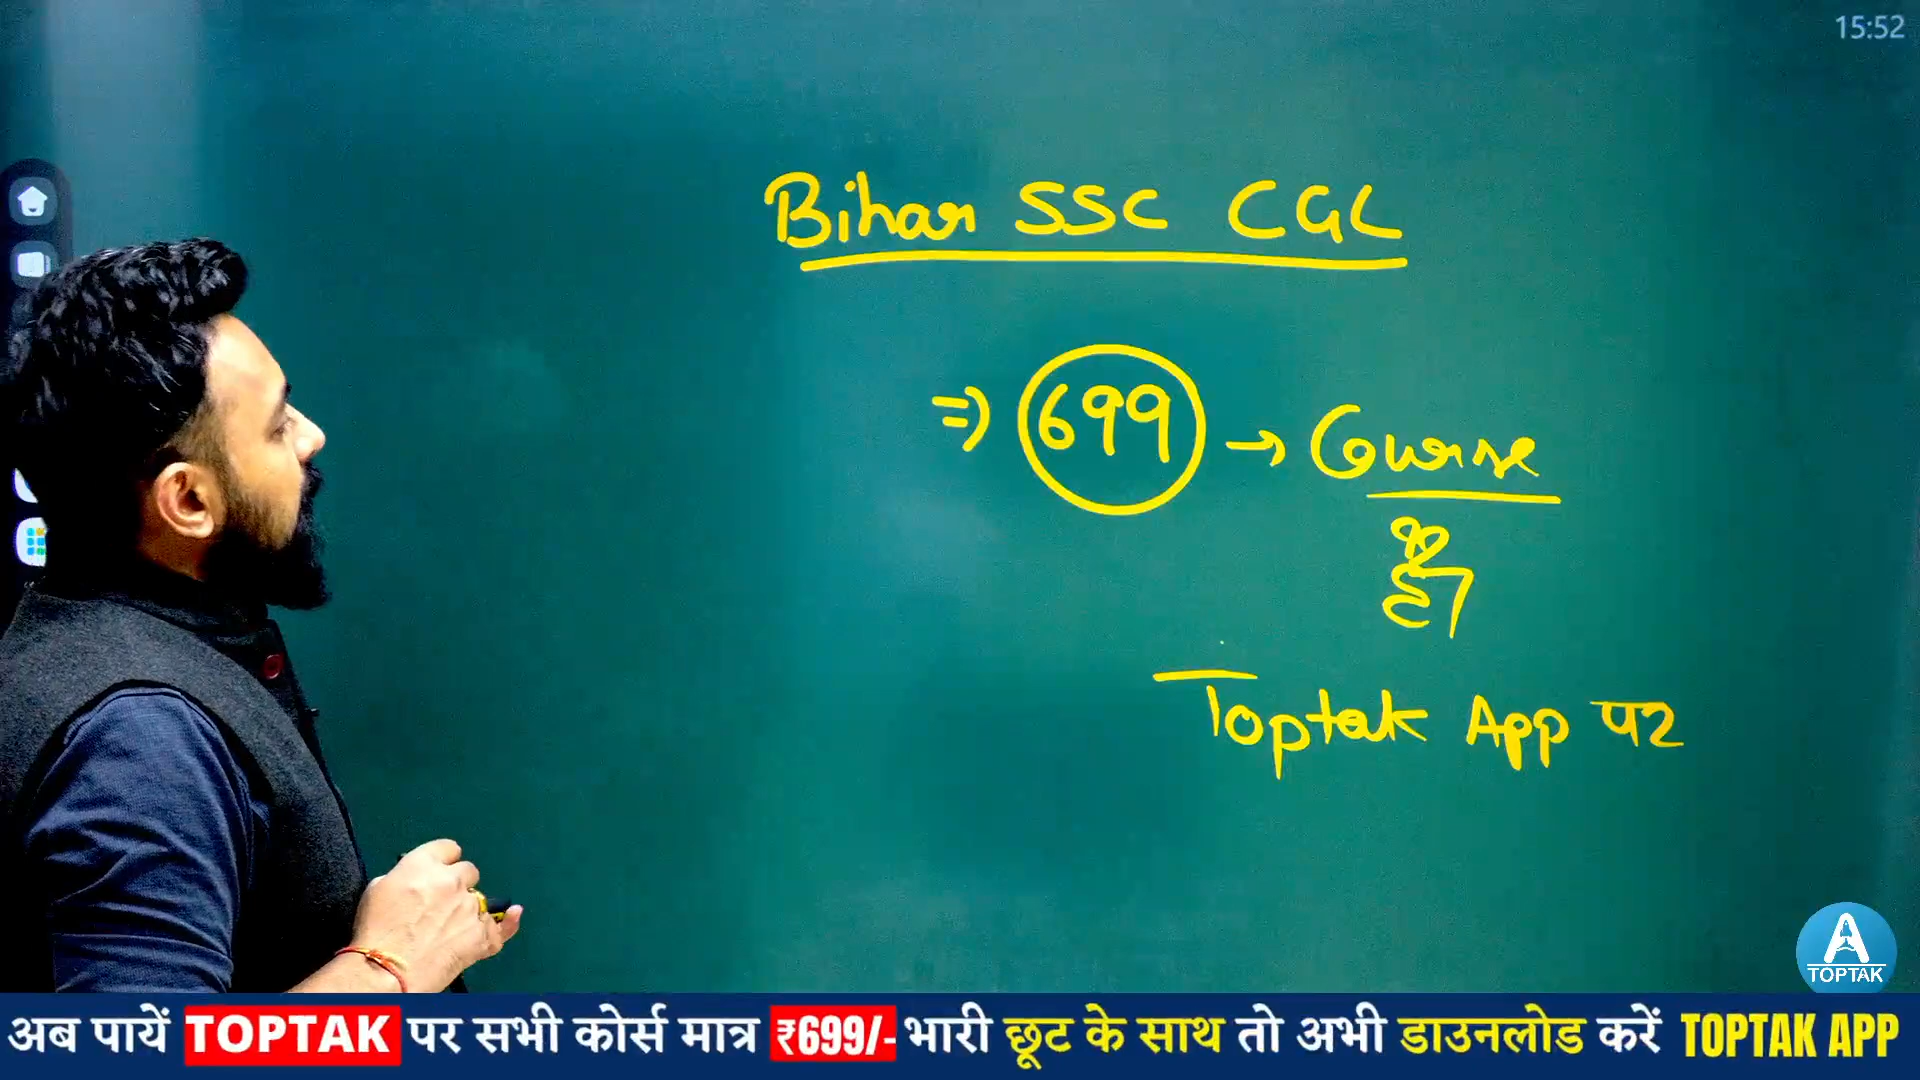 15:52
Bihar SSC CGL
⇒ 699 → Course
Toptak App पर
TOPTAK
अब पायें TOPTAK पर सभी कोर्स मात्र ₹699/- भारी छूट के साथ तो अभी डाउनलोड करें TOPTAK APP